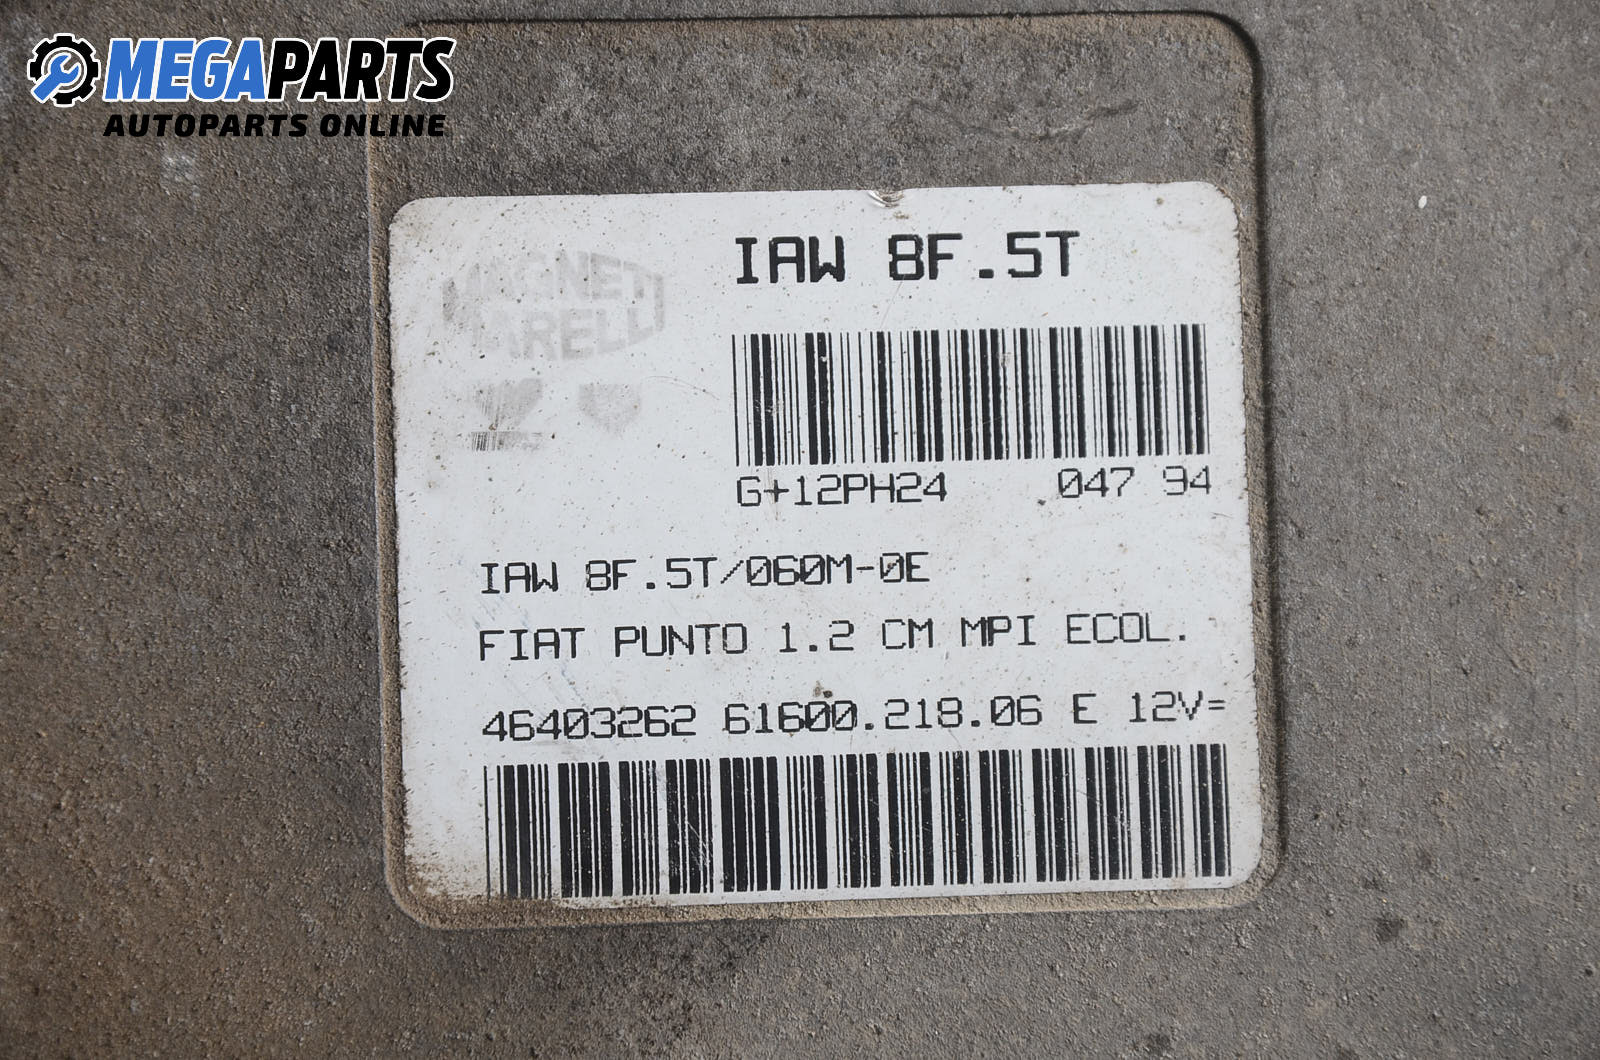 MEGAPARTS
AUTOPARTS ONLINE
MAGNETI
MARELLI
IAW 8F.5T
G+12PH24 047 94
IAW 8F.5T/060M-0E
FIAT PUNTO 1.2 CM MPI ECOL.
46403262 61600.218.06 E 12V=